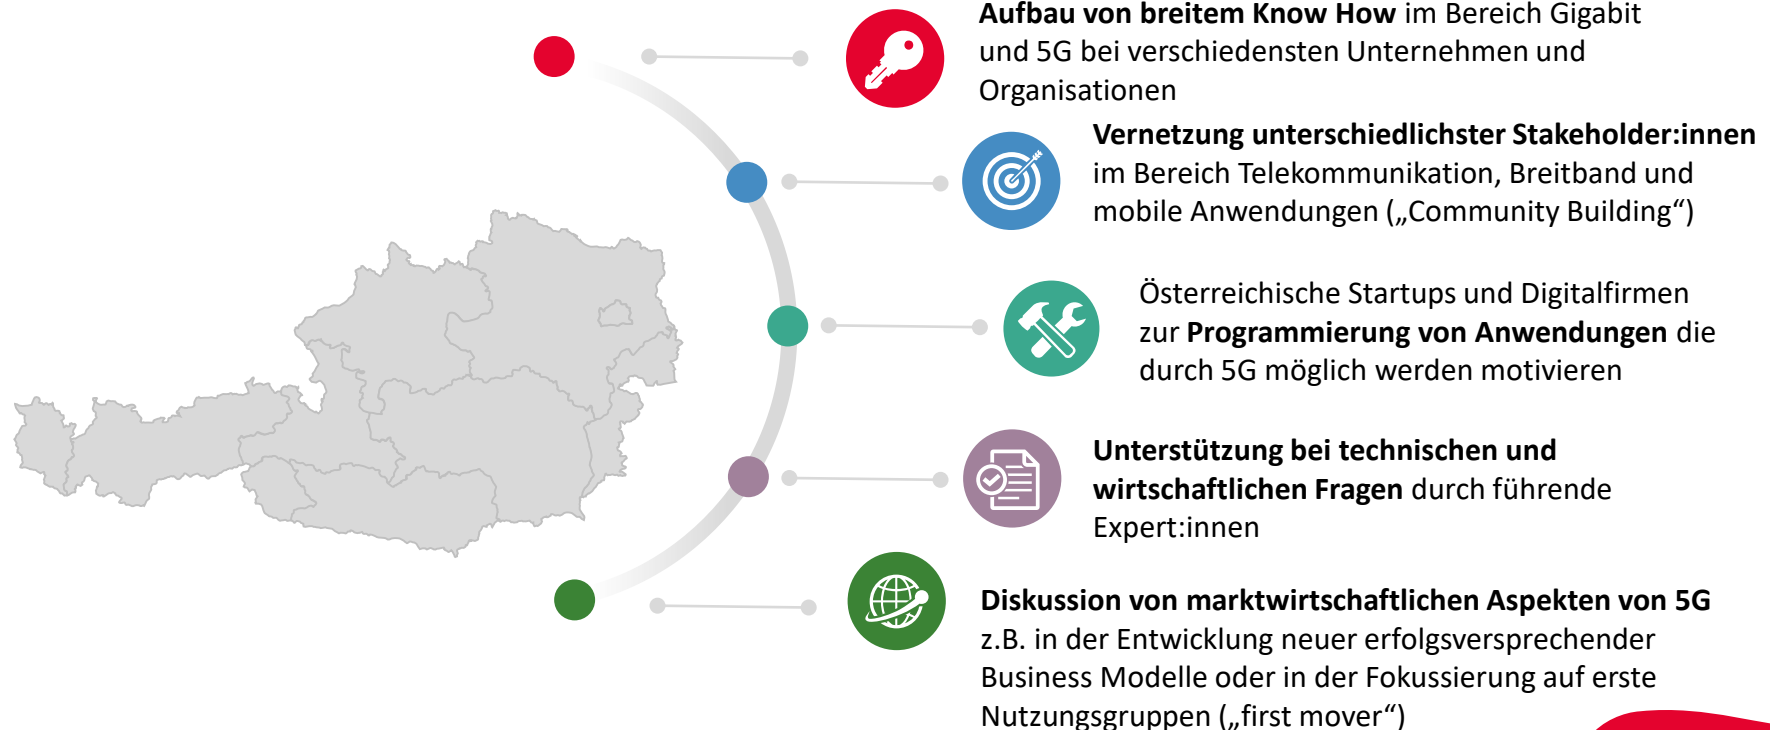 Aufbau von breitem Know How im Bereich Gigabit
und 5G bei verschiedensten Unternehmen und
Organisationen
Vernetzung unterschiedlichster Stakeholder:innen
im Bereich Telekommunikation, Breitband und
mobile Anwendungen („Community Building“)
Österreichische Startups und Digitalfirmen
zur Programmierung von Anwendungen die
durch 5G möglich werden motivieren
Unterstützung bei technischen und
wirtschaftlichen Fragen durch führende
Expert:innen
Diskussion von marktwirtschaftlichen Aspekten von 5G
z.B. in der Entwicklung neuer erfolgsversprechender
Business Modelle oder in der Fokussierung auf erste
Nutzungsgruppen („first mover“)